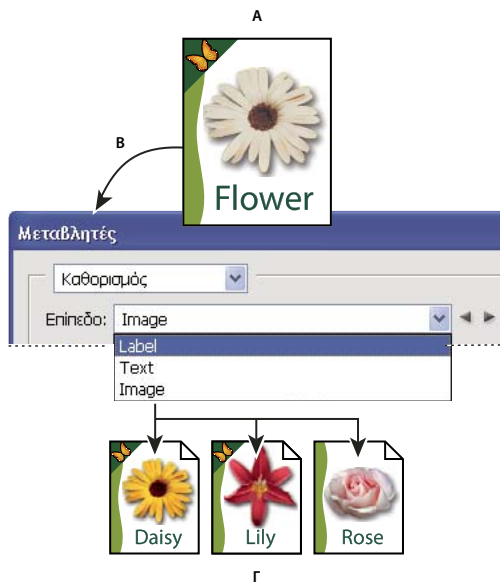 A
B
Flower
Μεταβλητές
Καθορισμός
Επίπεδο: Image
Label
Text
Image
Daisy Lily Rose
Γ